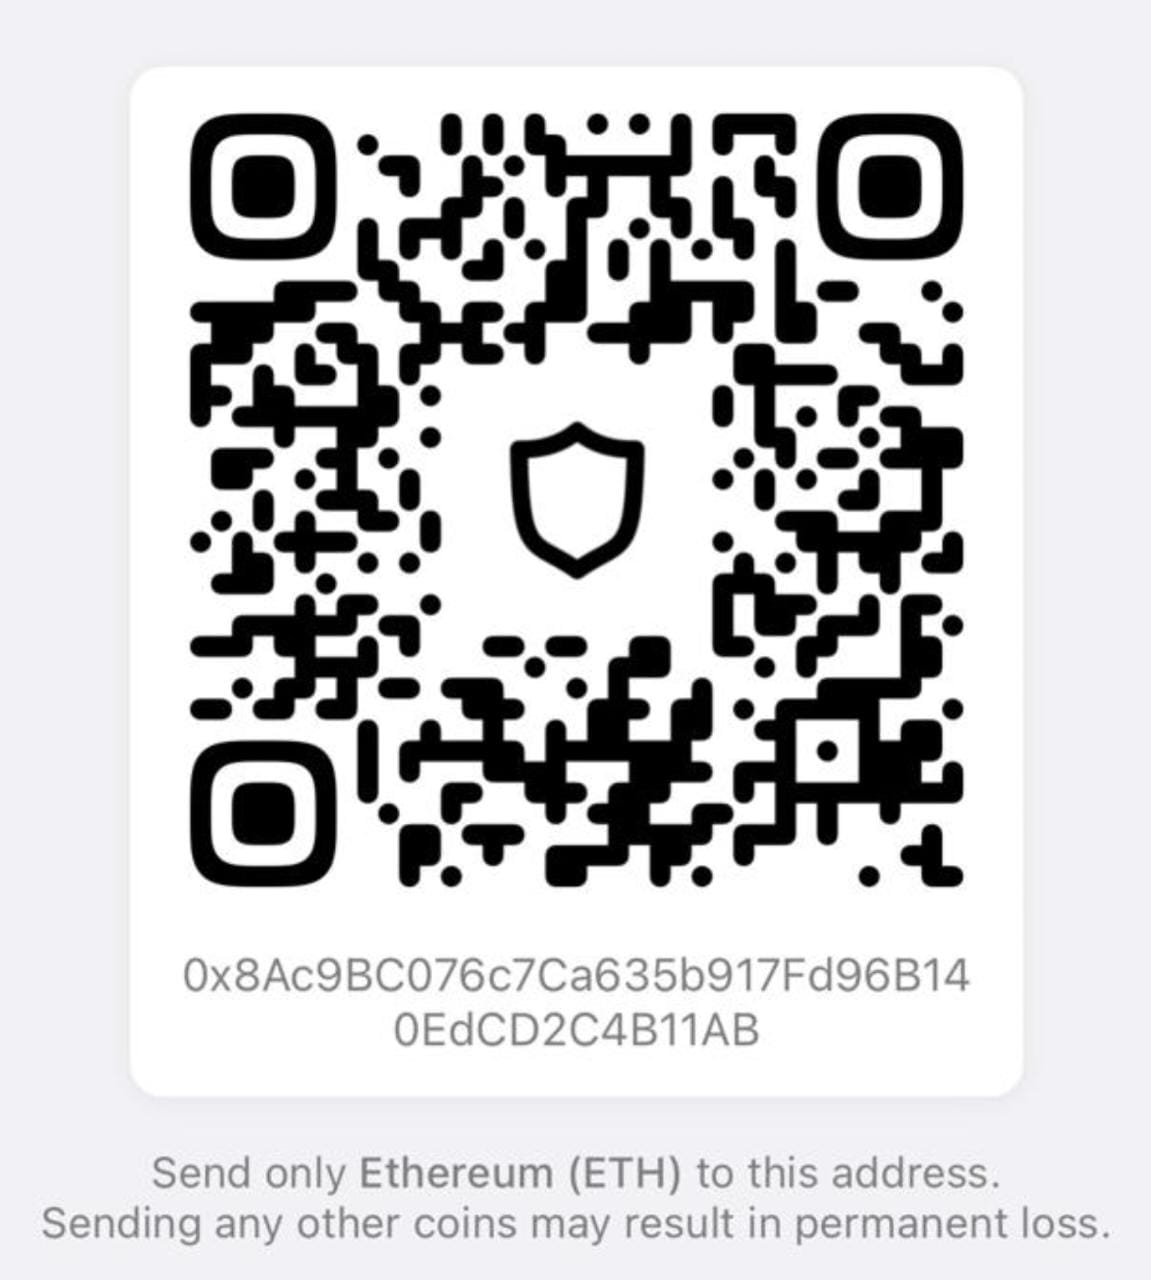 0x8Ac9BC076c7Ca635b917Fd96B14
0EdCD2C4B11AB
Send only Ethereum (ETH) to this address.
Sending any other coins may result in permanent loss.